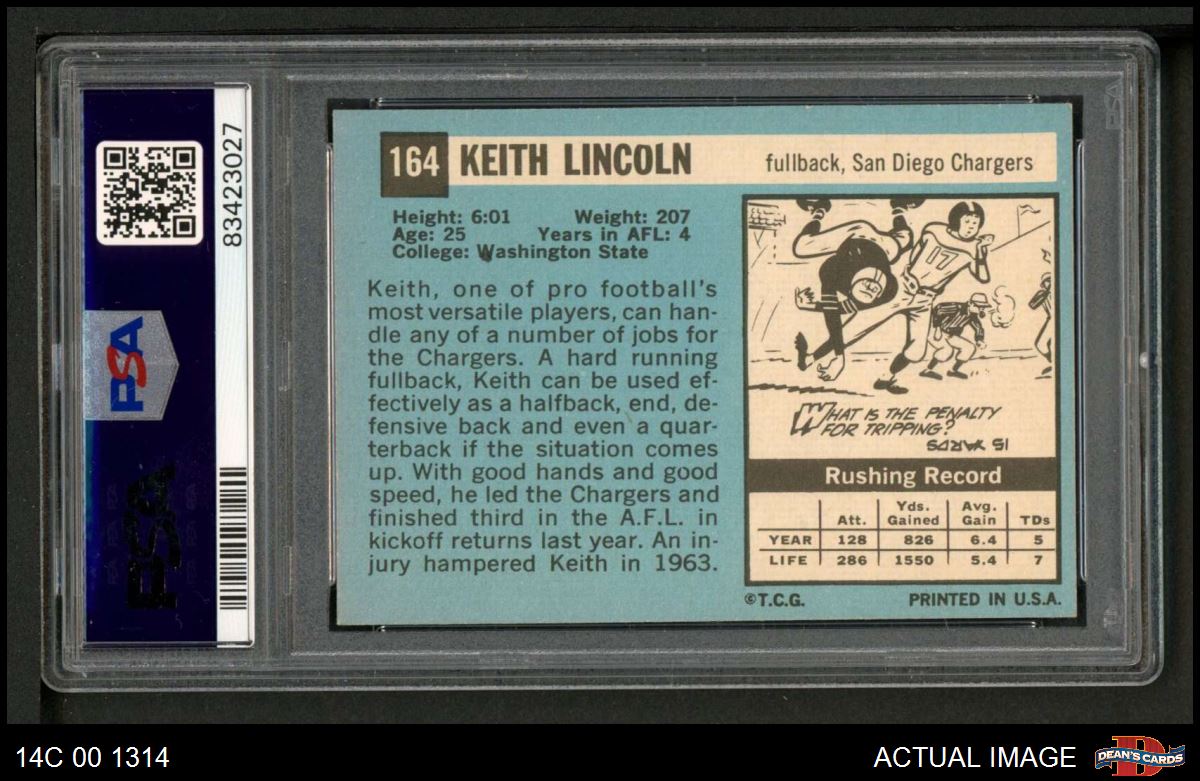 83423027
PSA
PSA
164 KEITH LINCOLN fullback, San Diego Chargers
Height: 6:01 Weight: 207
Age: 25 Years in AFL: 4
College: Washington State
Keith, one of pro football's
most versatile players, can han-
dle any of a number of jobs for
the Chargers. A hard running
fullback, Keith can be used ef-
fectively as a halfback, end, de-
fensive back and even a quar-
terback if the situation comes
up. With good hands and good
speed, he led the Chargers and
finished third in the A.F.L. in
kickoff returns last year. An in-
jury hampered Keith in 1963.
17
WHAT IS THE PENALTY
FOR TRIPPING?
15 YARDS
Rushing Record
Att. Yds. Gained Avg. Gain TDs
YEAR 128 826 6.4 5
LIFE 286 1550 5.4 7
©T.C.G. PRINTED IN U.S.A.
14C 00 1314
ACTUAL IMAGE
DEAN'S CARDS